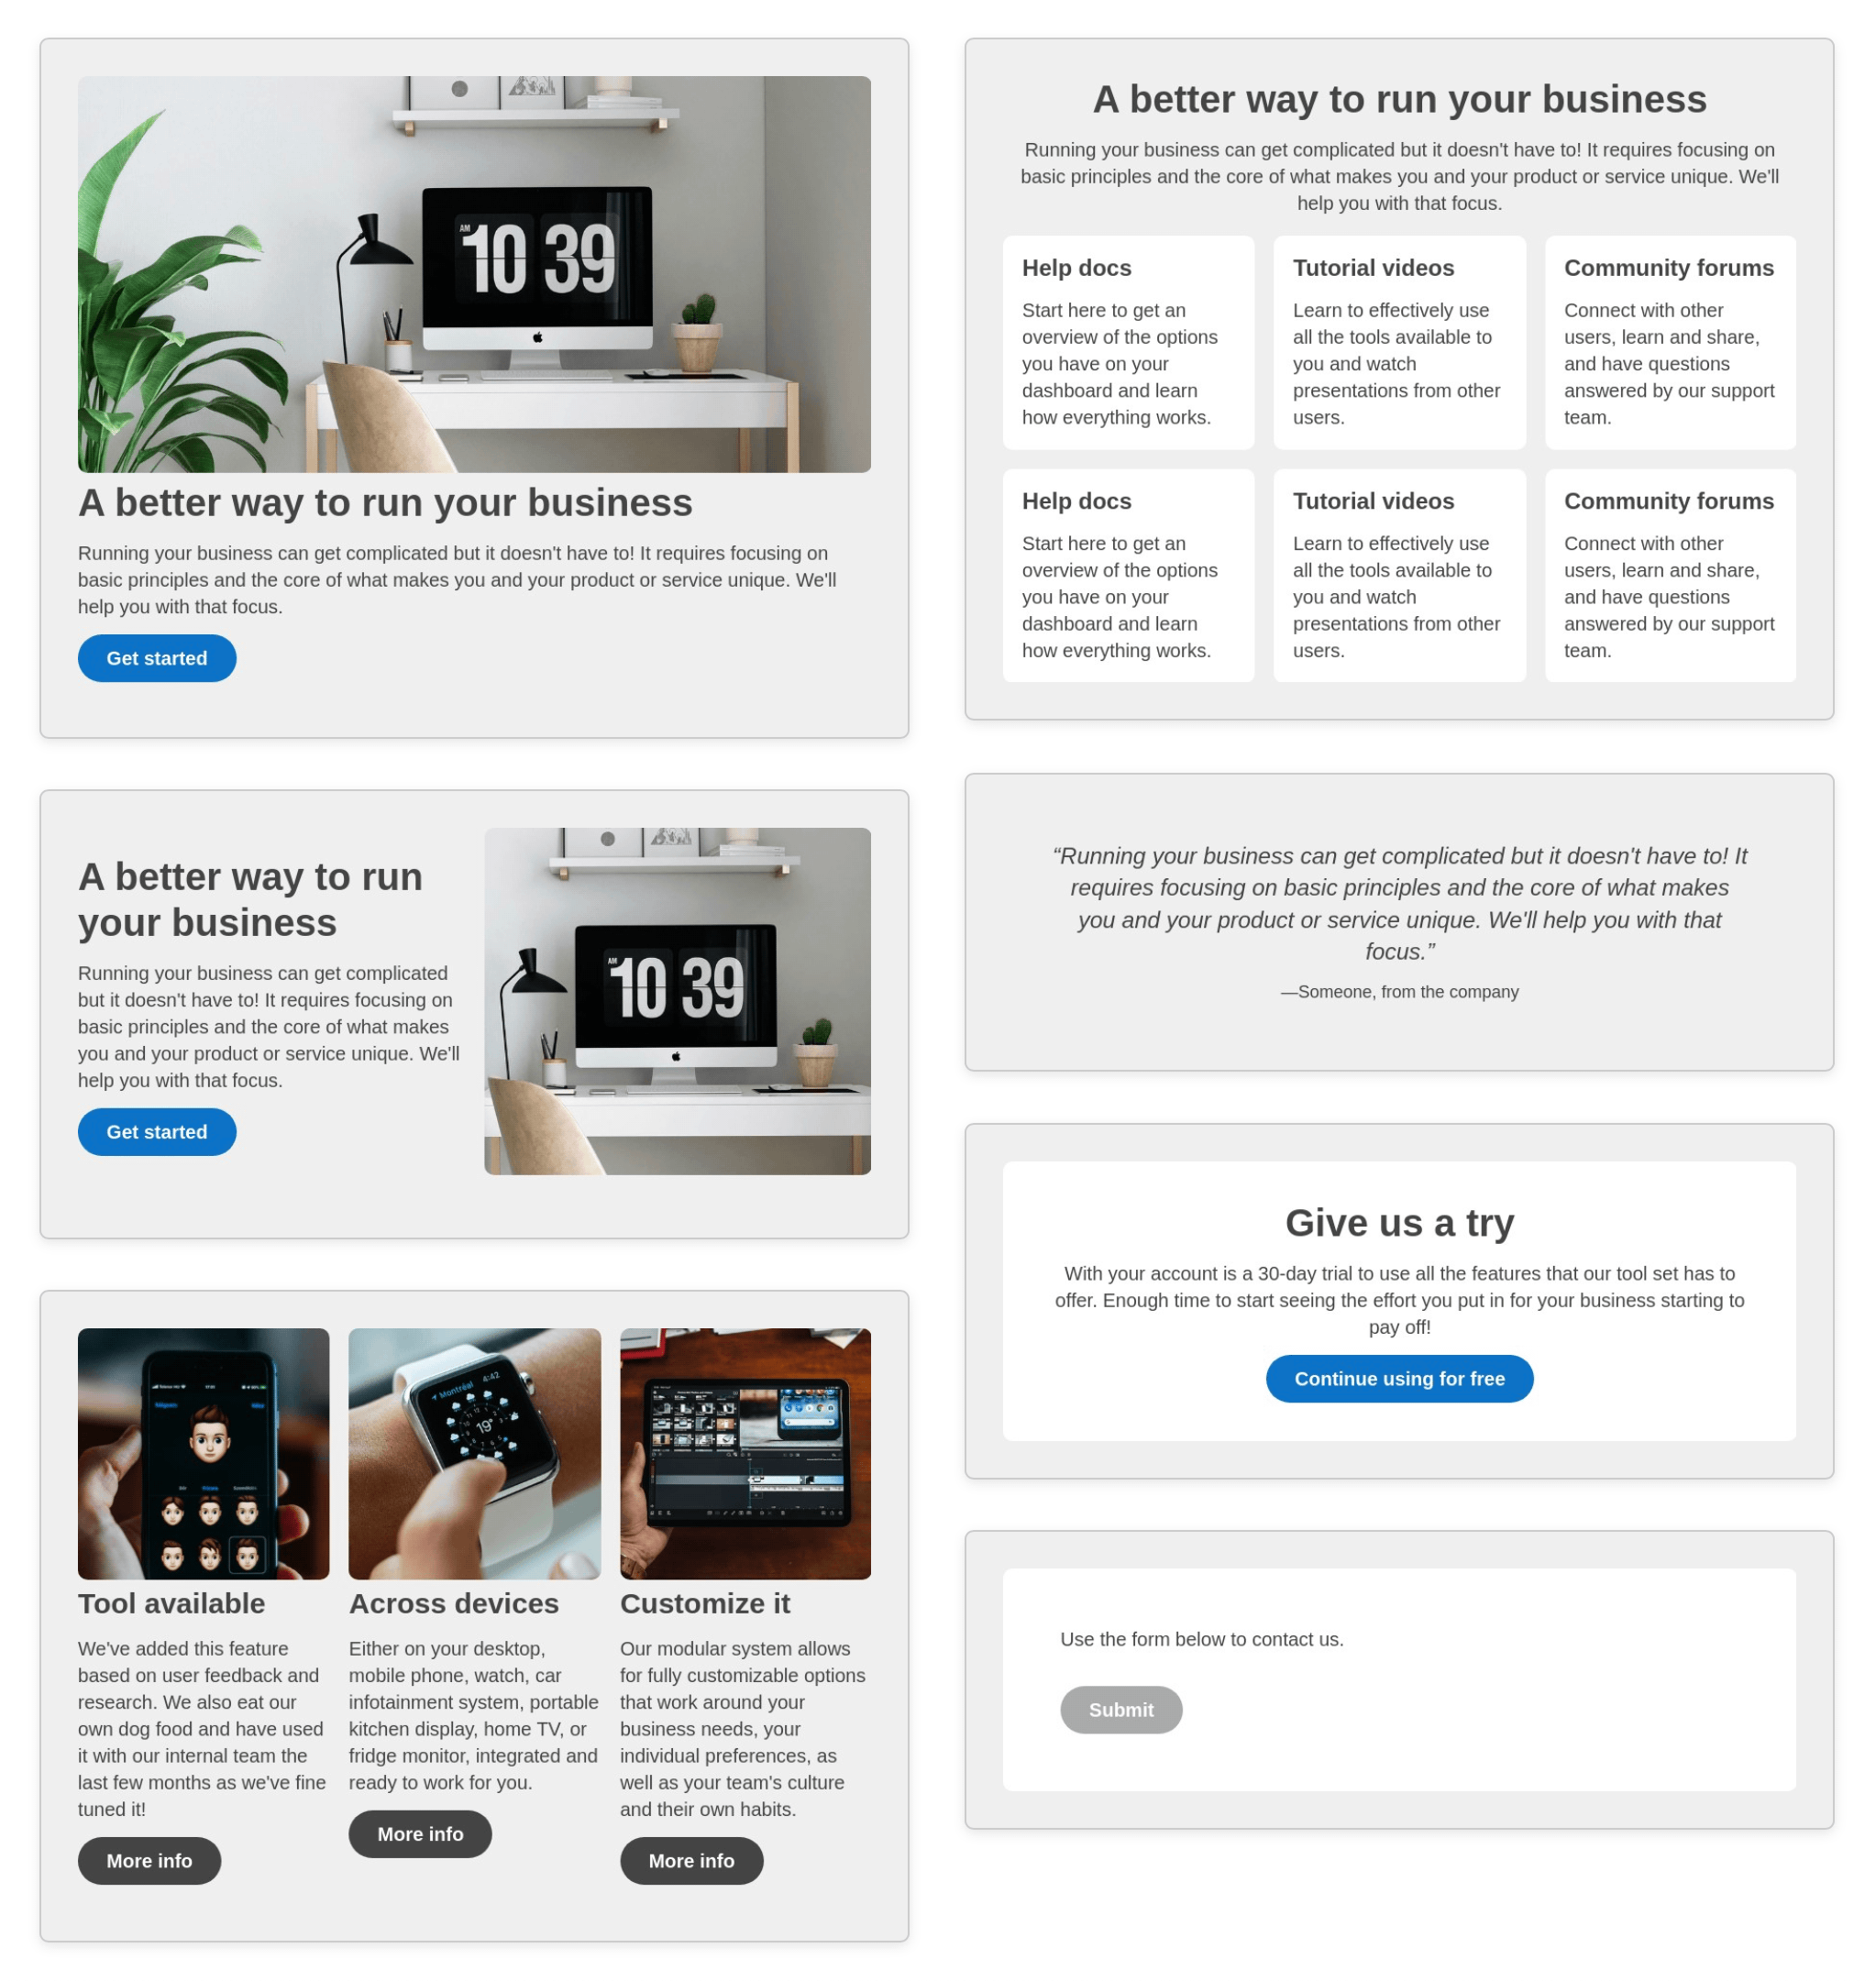 AM
10 39
A better way to run your business
Running your business can get complicated but it doesn't have to! It requires focusing on
basic principles and the core of what makes you and your product or service unique. We'll
help you with that focus.
Get started
A better way to run
your business
Running your business can get complicated
but it doesn't have to! It requires focusing on
basic principles and the core of what makes
you and your product or service unique. We'll
help you with that focus.
Get started
AM
10 39
Montréal 4:42
19°
Tool available
We've added this feature
based on user feedback and
research. We also eat our
own dog food and have used
it with our internal team the
last few months as we've fine
tuned it!
More info
Across devices
Either on your desktop,
mobile phone, watch, car
infotainment system, portable
kitchen display, home TV, or
fridge monitor, integrated and
ready to work for you.
More info
Customize it
Our modular system allows
for fully customizable options
that work around your
business needs, your
individual preferences, as
well as your team's culture
and their own habits.
More info
A better way to run your business
Running your business can get complicated but it doesn't have to! It requires focusing on
basic principles and the core of what makes you and your product or service unique. We'll
help you with that focus.
Help docs
Start here to get an
overview of the options
you have on your
dashboard and learn
how everything works.
Tutorial videos
Learn to effectively use
all the tools available to
you and watch
presentations from other
users.
Community forums
Connect with other
users, learn and share,
and have questions
answered by our support
team.
Help docs
Start here to get an
overview of the options
you have on your
dashboard and learn
how everything works.
Tutorial videos
Learn to effectively use
all the tools available to
you and watch
presentations from other
users.
Community forums
Connect with other
users, learn and share,
and have questions
answered by our support
team.
“Running your business can get complicated but it doesn't have to! It
requires focusing on basic principles and the core of what makes
you and your product or service unique. We'll help you with that
focus.”
—Someone, from the company
Give us a try
With your account is a 30-day trial to use all the features that our tool set has to
offer. Enough time to start seeing the effort you put in for your business starting to
pay off!
Continue using for free
Use the form below to contact us.
Submit